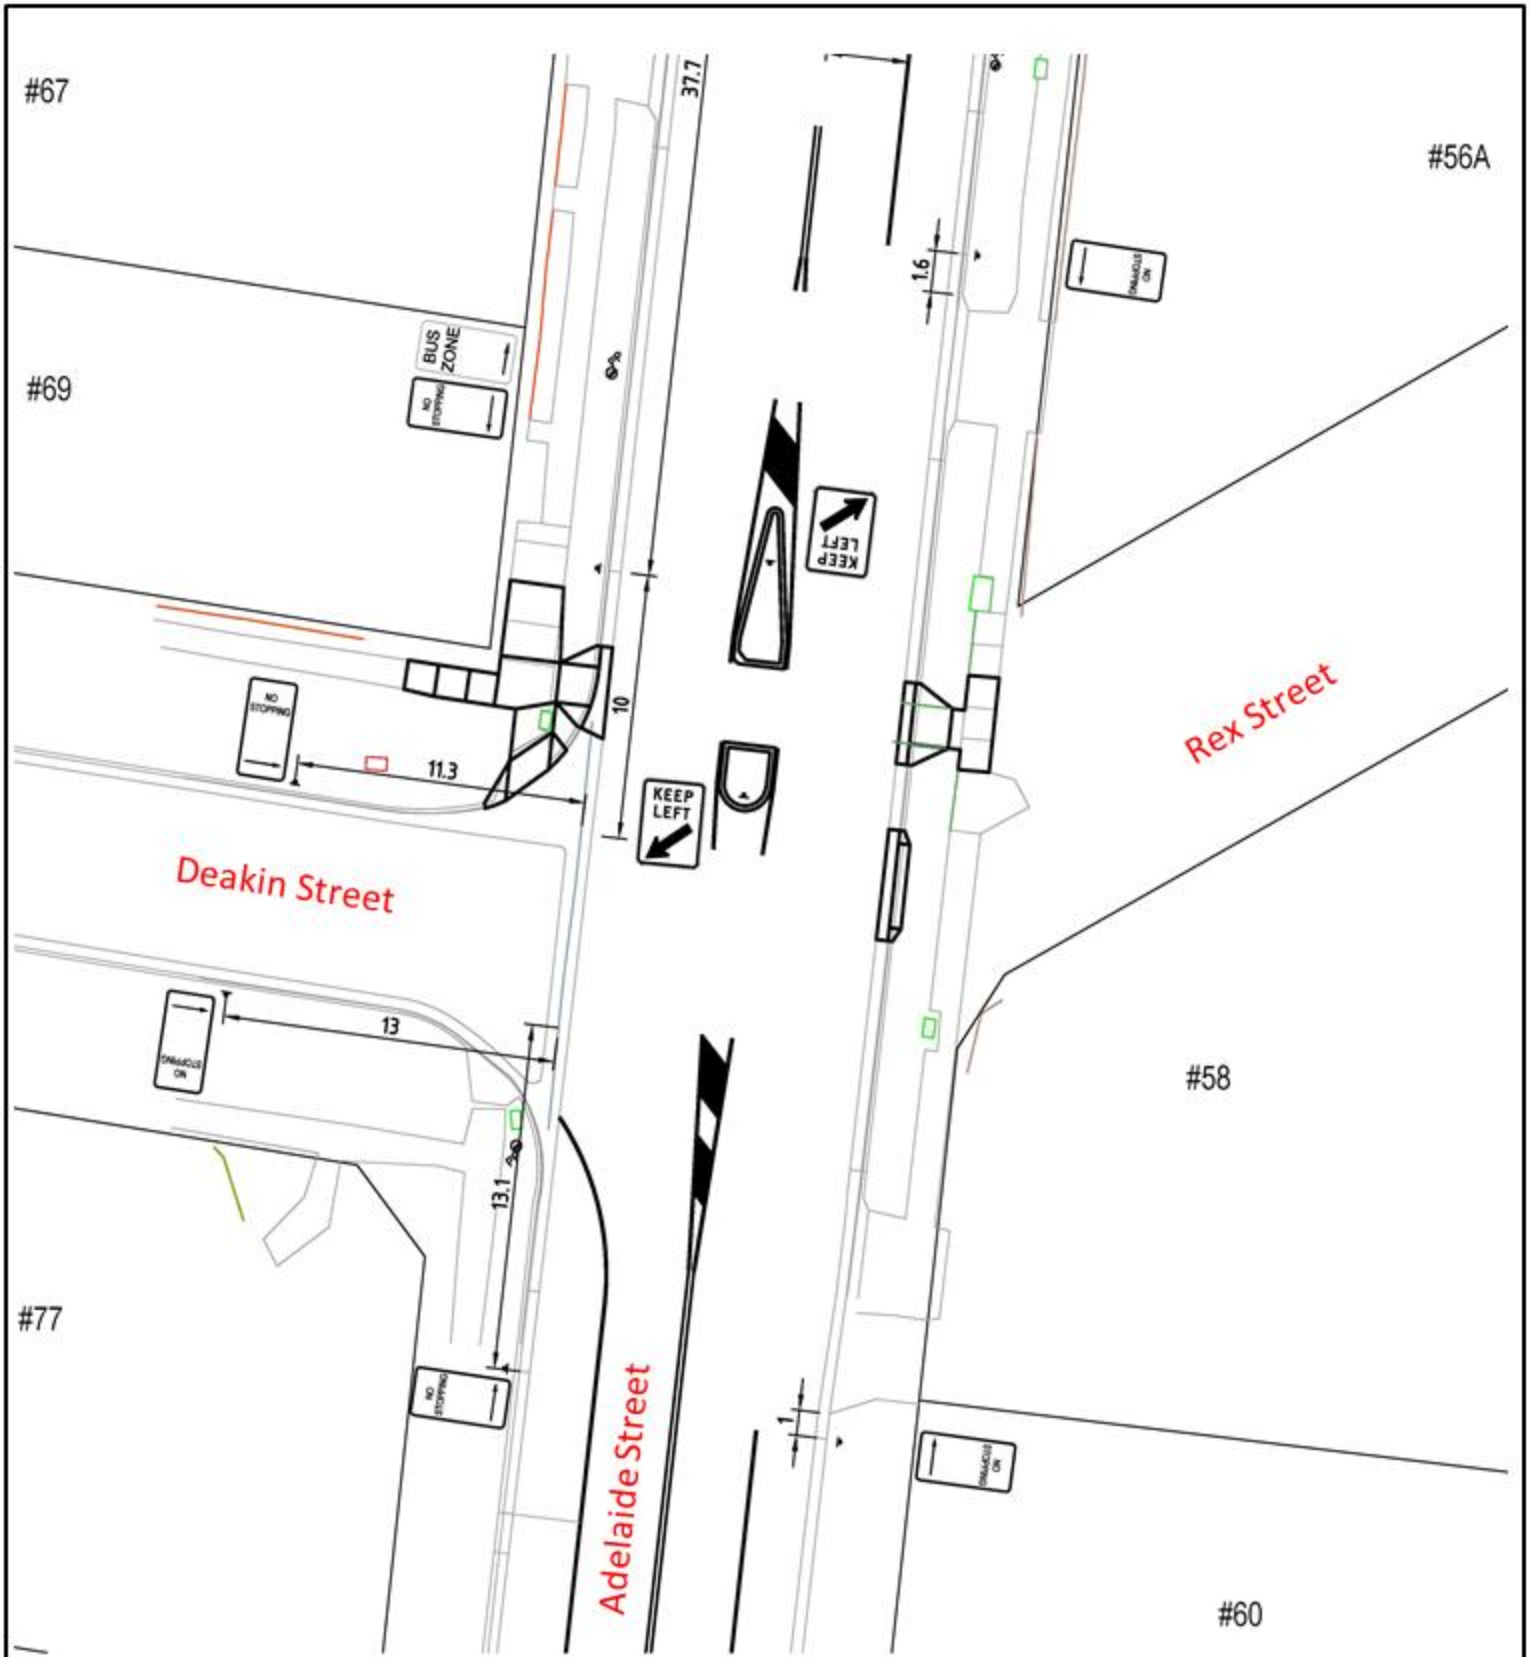 #67
37.7
#56A
1.6
NO
STOPPING
BUS
ZONE
#69
NO
STOPPING
KEEP
LEFT
NO
STOPPING
10
Rex Street
11.3
KEEP
LEFT
Deakin Street
13
NO
STOPPING
#58
13.1
#77
NO
STOPPING
Adelaide Street
1
NO
STOPPING
#60